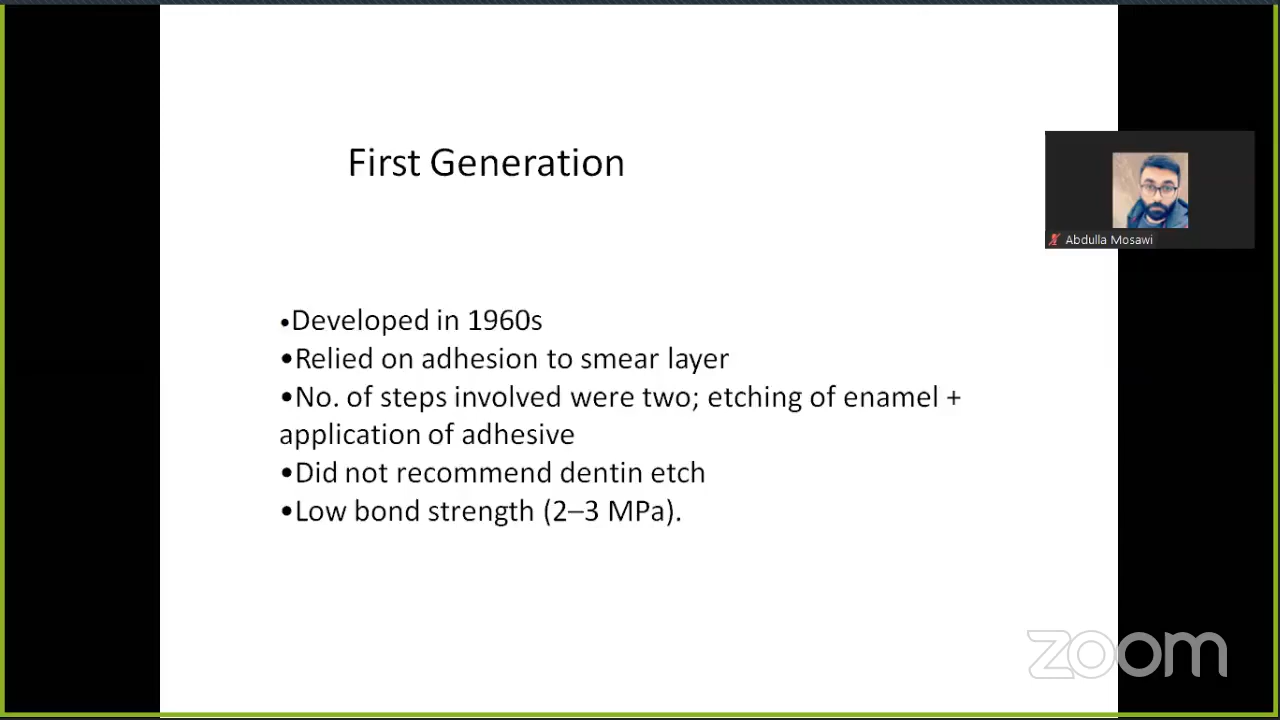 First Generation
•Developed in 1960s
•Relied on adhesion to smear layer
•No. of steps involved were two; etching of enamel +
application of adhesive
•Did not recommend dentin etch
•Low bond strength (2–3 MPa).
Abdulla Mosawi
zoom